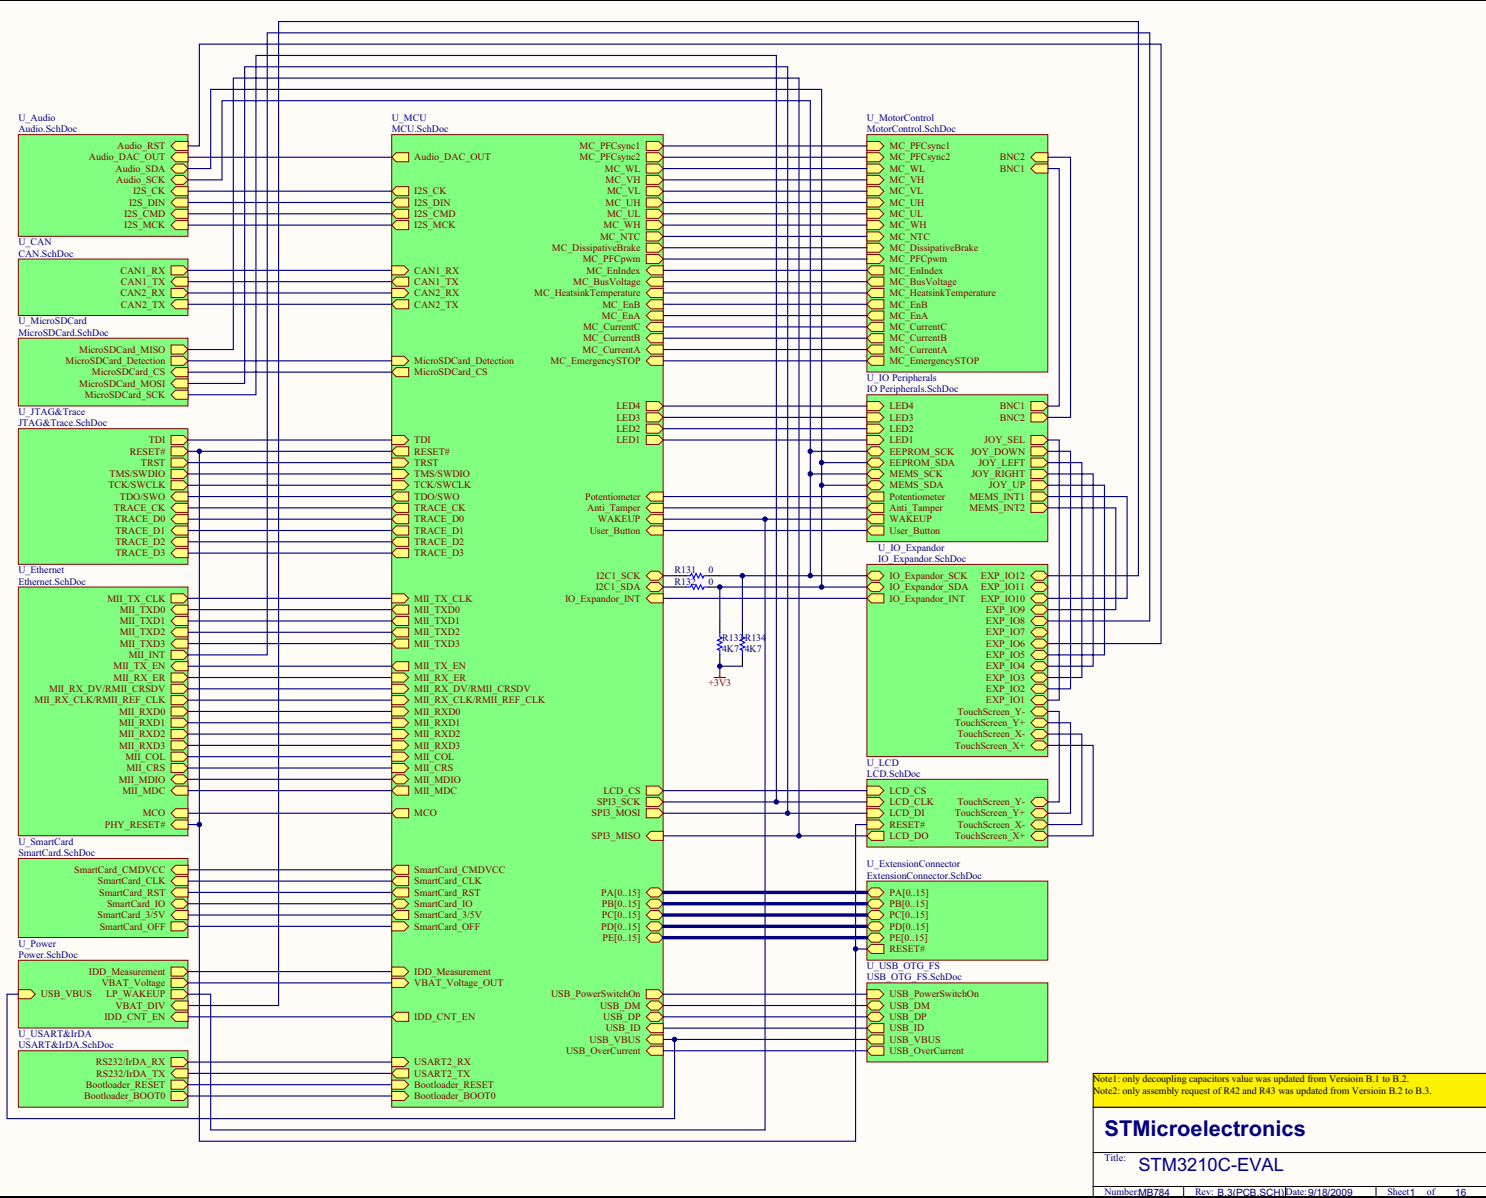 U_Audio
Audio.SchDoc
Audio_RST
Audio_DAC_OUT
Audio_SDA
Audio_SCK
I2S_CK
I2S_DIN
I2S_CMD
I2S_MCK
U_CAN
CAN.SchDoc
CAN1_RX
CAN1_TX
CAN2_RX
CAN2_TX
U_MicroSDCard
MicroSDCard.SchDoc
MicroSDCard_MISO
MicroSDCard_Detection
MicroSDCard_CS
MicroSDCard_MOSI
MicroSDCard_SCK
U_JTAG&Trace
JTAG&Trace.SchDoc
TDI
RESET#
TRST
TMS/SWDIO
TCK/SWCLK
TDO/SWO
TRACE_CK
TRACE_D0
TRACE_D1
TRACE_D2
TRACE_D3
U_Ethernet
Ethernet.SchDoc
MII_TX_CLK
MII_TXD0
MII_TXD1
MII_TXD2
MII_TXD3
MII_INT
MII_TX_EN
MII_RX_ER
MII_RX_DV/RMII_CRSDV
MII_RX_CLK/RMII_REF_CLK
MII_RXD0
MII_RXD1
MII_RXD2
MII_RXD3
MII_COL
MII_CRS
MII_MDIO
MII_MDC
MCO
PHY_RESET#
U_SmartCard
SmartCard.SchDoc
SmartCard_CMDVCC
SmartCard_CLK
SmartCard_RST
SmartCard_IO
SmartCard_3/5V
SmartCard_OFF
U_Power
Power.SchDoc
IDD_Measurement
VBAT_Voltage
USB_VBUS LP_WAKEUP
VBAT_DIV
IDD_CNT_EN
U_USART&IrDA
USART&IrDA.SchDoc
RS232/IrDA_RX
RS232/IrDA_TX
Bootloader_RESET
Bootloader_BOOT0
U_MCU
MCU.SchDoc
Audio_DAC_OUT
I2S_CK
I2S_DIN
I2S_CMD
I2S_MCK
CAN1_RX
CAN1_TX
CAN2_RX
CAN2_TX
MicroSDCard_Detection
MicroSDCard_CS
TDI
RESET#
TRST
TMS/SWDIO
TCK/SWCLK
TDO/SWO
TRACE_CK
TRACE_D0
TRACE_D1
TRACE_D2
TRACE_D3
MII_TX_CLK
MII_TXD0
MII_TXD1
MII_TXD2
MII_TXD3
MII_TX_EN
MII_RX_ER
MII_RX_DV/RMII_CRSDV
MII_RX_CLK/RMII_REF_CLK
MII_RXD0
MII_RXD1
MII_RXD2
MII_RXD3
MII_COL
MII_CRS
MII_MDIO
MII_MDC
MCO
SmartCard_CMDVCC
SmartCard_CLK
SmartCard_RST
SmartCard_IO
SmartCard_3/5V
SmartCard_OFF
IDD_Measurement
VBAT_Voltage_OUT
IDD_CNT_EN
USART2_RX
USART2_TX
Bootloader_RESET
Bootloader_BOOT0
MC_PFCsync1
MC_PFCsync2
MC_WL
MC_VH
MC_VL
MC_UH
MC_UL
MC_WH
MC_NTC
MC_DissipativeBrake
MC_PFCpwm
MC_EnIndex
MC_BusVoltage
MC_HeatsinkTemperature
MC_EnB
MC_EnA
MC_CurrentC
MC_CurrentB
MC_CurrentA
MC_EmergencySTOP
LED4
LED3
LED2
LED1
Potentiometer
Anti_Tamper
WAKEUP
User_Button
I2C1_SCK
I2C1_SDA
IO_Expandor_INT
LCD_CS
SPI3_SCK
SPI3_MOSI
SPI3_MISO
PA[0..15]
PB[0..15]
PC[0..15]
PD[0..15]
PE[0..15]
USB_PowerSwitchOn
USB_DM
USB_DP
USB_ID
USB_VBUS
USB_OverCurrent
R131 0
0
R134
4K7 4K7
+3V3
U_MotorControl
MotorControl.SchDoc
MC_PFCsync1
MC_PFCsync2 BNC2
MC_WL BNC1
MC_VH
MC_VL
MC_UH
MC_UL
MC_WH
MC_NTC
MC_DissipativeBrake
MC_PFCpwm
MC_EnIndex
MC_BusVoltage
MC_HeatsinkTemperature
MC_EnB
MC_EnA
MC_CurrentC
MC_CurrentB
MC_CurrentA
MC_EmergencySTOP
U_IO Peripherals
IO Peripherals.SchDoc
LED4 BNC1
LED3 BNC2
LED2
LED1 JOY_SEL
EEPROM_SCK JOY_DOWN
EEPROM_SDA JOY_LEFT
MEMS_SCK JOY_RIGHT
MEMS_SDA JOY_UP
Potentiometer MEMS_INT1
Anti_Tamper MEMS_INT2
WAKEUP
User_Button
U_IO_Expandor
IO_Expandor.SchDoc
IO_Expandor_SCK EXP_IO12
IO_Expandor_SDA EXP_IO11
IO_Expandor_INT EXP_IO10
EXP_IO9
EXP_IO8
EXP_IO7
EXP_IO6
EXP_IO5
EXP_IO4
EXP_IO3
EXP_IO2
EXP_IO1
TouchScreen_Y-
TouchScreen_Y+
TouchScreen_X-
TouchScreen_X+
U_LCD
LCD.SchDoc
LCD_CS
LCD_CLK TouchScreen_Y-
LCD_DI TouchScreen_Y+
RESET# TouchScreen_X-
LCD_DO TouchScreen_X+
U_ExtensionConnector
ExtensionConnector.SchDoc
PA[0..15]
PB[0..15]
PC[0..15]
PD[0..15]
PE[0..15]
RESET#
U_USB_OTG_FS
USB_OTG_FS.SchDoc
USB_PowerSwitchOn
USB_DM
USB_DP
USB_ID
USB_VBUS
USB_OverCurrent
Note1: only decoupling capacitors value was updated from Versioin B.1 to B.2.
Note2: only assembly request of R42 and R43 was updated from Versioin B.2 to B.3.
STMicroelectronics
Title: STM3210C-EVAL
Number:MB784 Rev: B.3(PCB.SCH) Date:9/18/2009 Sheet1 of 16